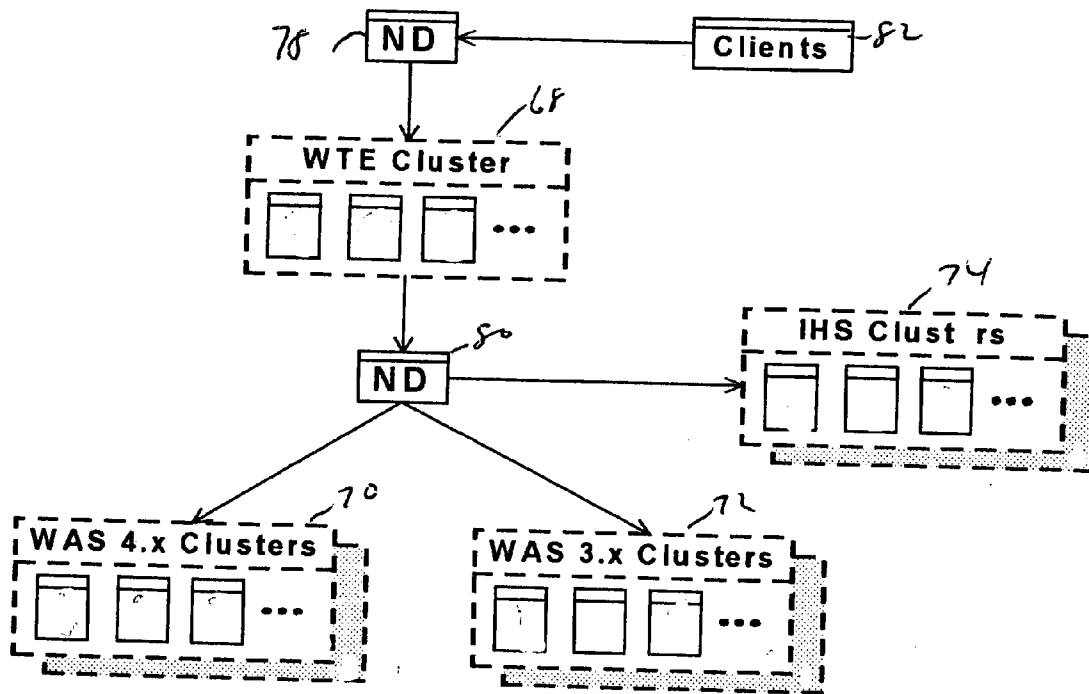 78
ND
Clients
82
68
WTE Cluster
•••
74
IHS Clust rs
•••
80
ND
70
WAS 4.x Clusters
•••
72
WAS 3.x Clusters
•••